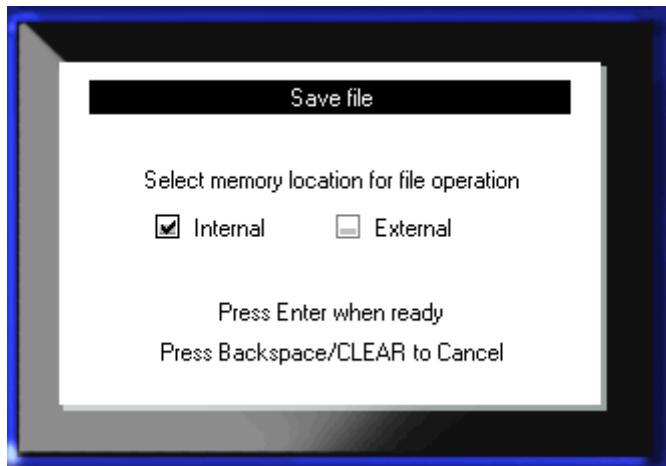 Save file
Select memory location for file operation
Internal External
Press Enter when ready
Press Backspace/CLEAR to Cancel